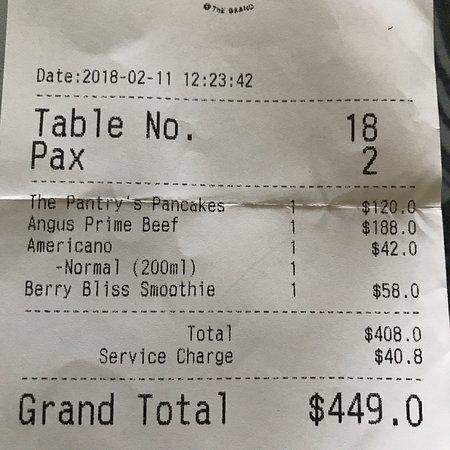 @THE GRAND
Date:2018-02-11 12:23:42
Table No. 18
Pax 2
The Pantry's Pancakes 1 $120.0
Angus Prime Beef 1 $188.0
Americano 1 $42.0
-Normal (200ml) 1
Berry Bliss Smoothie 1 $58.0
Total $408.0
Service Charge $40.8
Grand Total $449.0